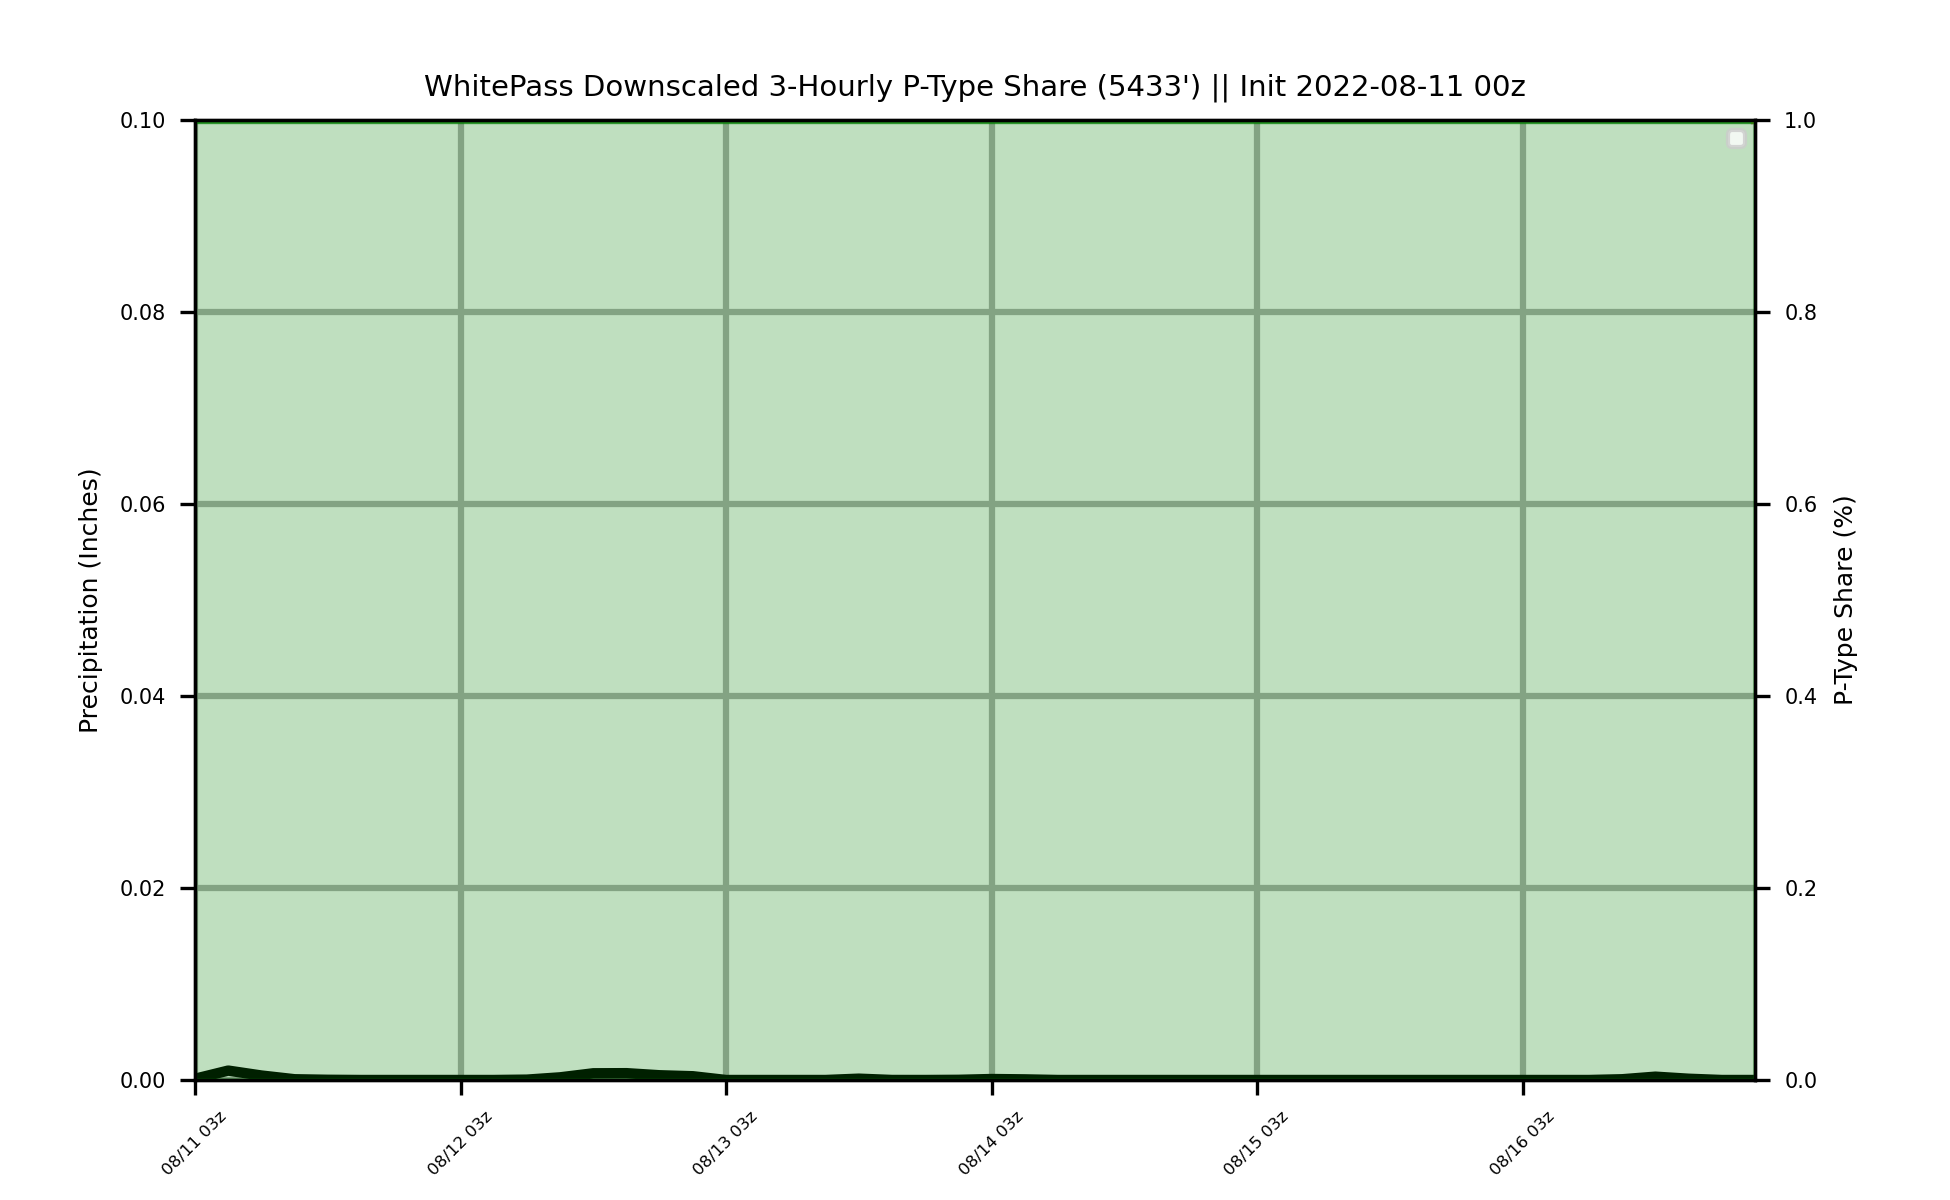 WhitePass Downscaled 3-Hourly P-Type Share (5433') || Init 2022-08-11 00z
Precipitation (Inches)
0.10
0.08
0.06
0.04
0.02
0.00
1.0
0.8
0.6
0.4
0.2
0.0
P-Type Share (%)
08/11 03z
08/12 03z
08/13 03z
08/14 03z
08/15 03z
08/16 03z